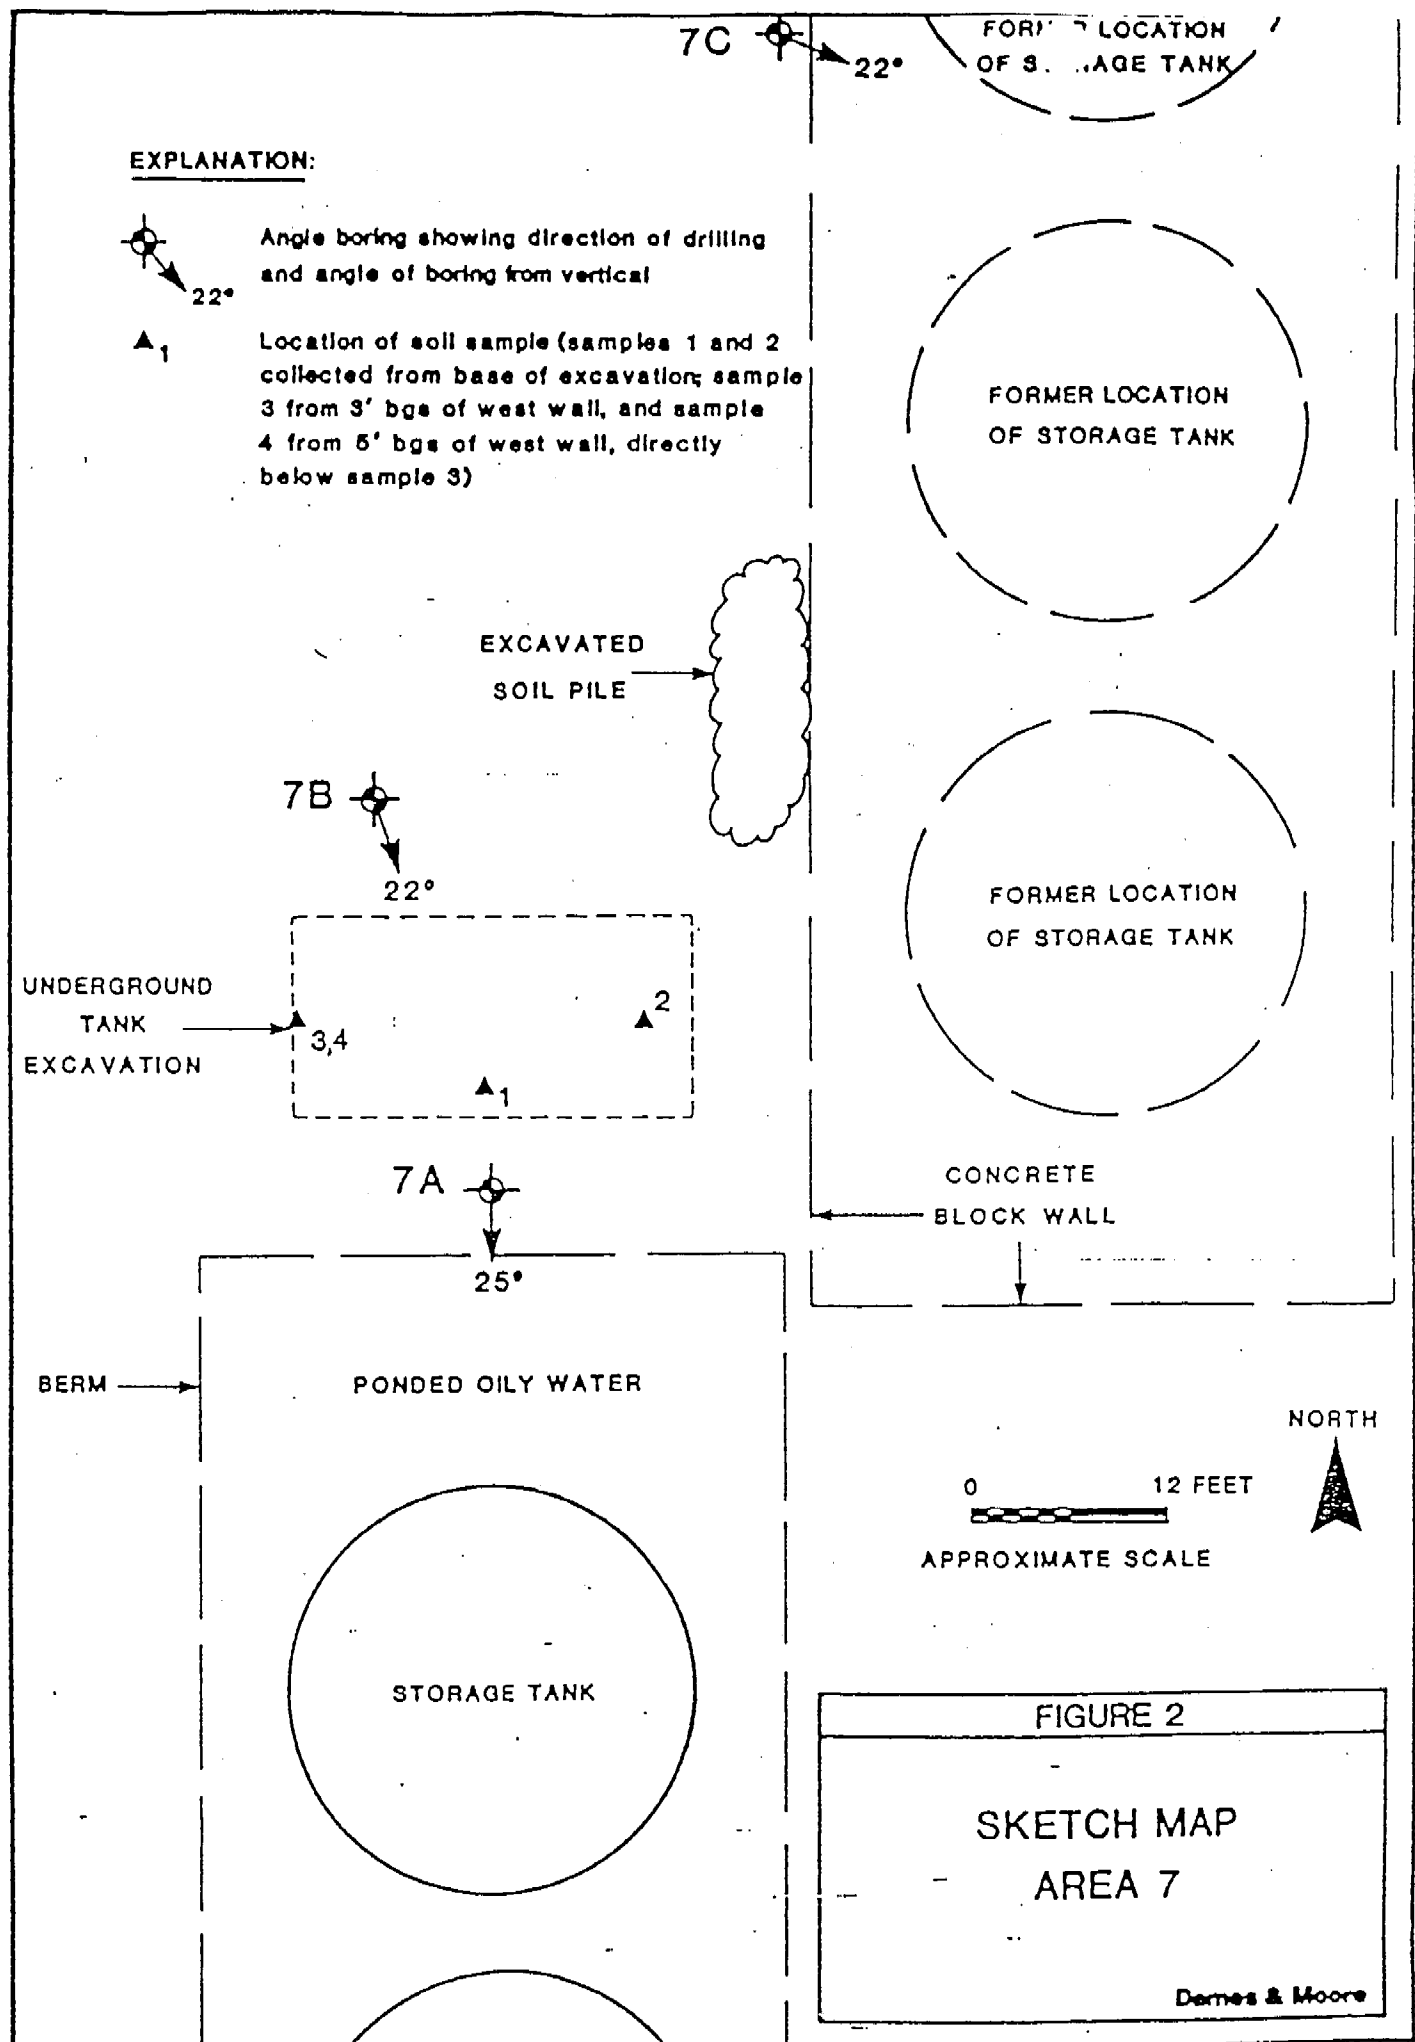 7C
22°
LOCATION
TANK
EXPLANATION:
Angle boring showing direction of drilling
and angle of boring from vertical
22°
1
Location of soil sample (samples 1 and 2
collected from base of excavation; sample
3 from 3' bgs of west wall, and sample
4 from 5' bgs of west wall, directly
below sample 3)
FORMER LOCATION
OF STORAGE TANK
EXCAVATED
SOIL PILE
7B
22°
FORMER LOCATION
OF STORAGE TANK
UNDERGROUND
TANK
EXCAVATION
2
3,4
1
7A
25°
CONCRETE
BLOCK WALL
BERM
PONDED OILY WATER
NORTH
0 12 FEET
APPROXIMATE SCALE
STORAGE TANK
FIGURE 2
SKETCH MAP
AREA 7
Dames & Moore